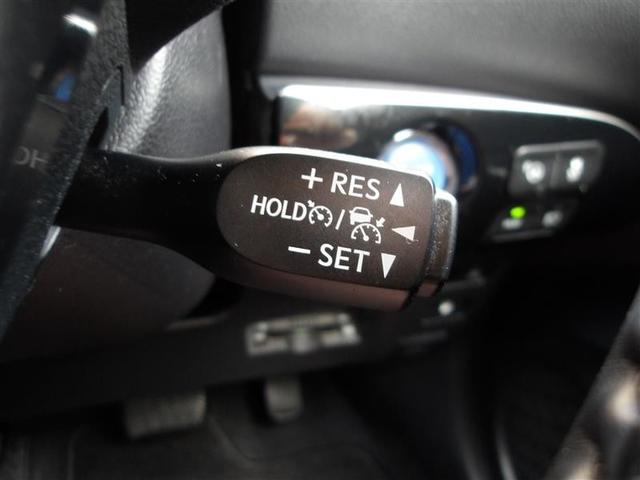 + RES ▲
HOLD / ◀
− SET ▼